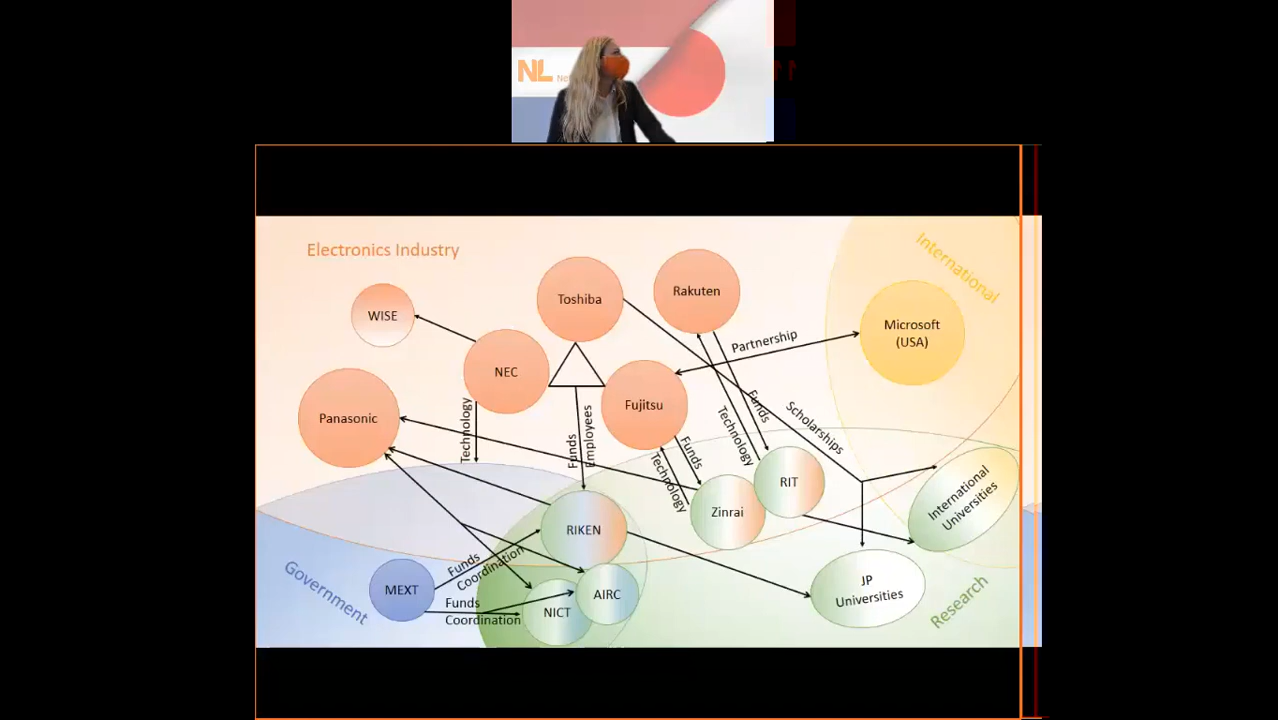 NL Ne
Electronics Industry
International
WISE
Toshiba
Rakuten
Microsoft
(USA)
Partnership
NEC
Panasonic
Fujitsu
Technology
Funds
Employees
Funds
Technology
Funds
Technology
Scholarships
RIT
Zinrai
International
Universities
RIKEN
Government
MEXT
Funds
Coordination
Funds
Coordination
NICT
AIRC
JP
Universities
Research